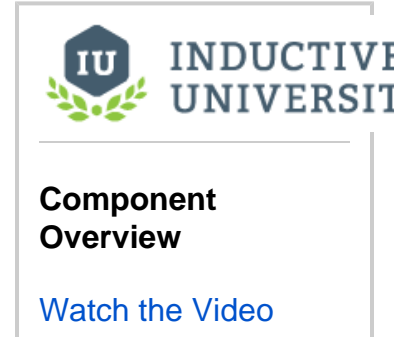 IU
INDUCTIVE
UNIVERSIT
Component
Overview
Watch the Video